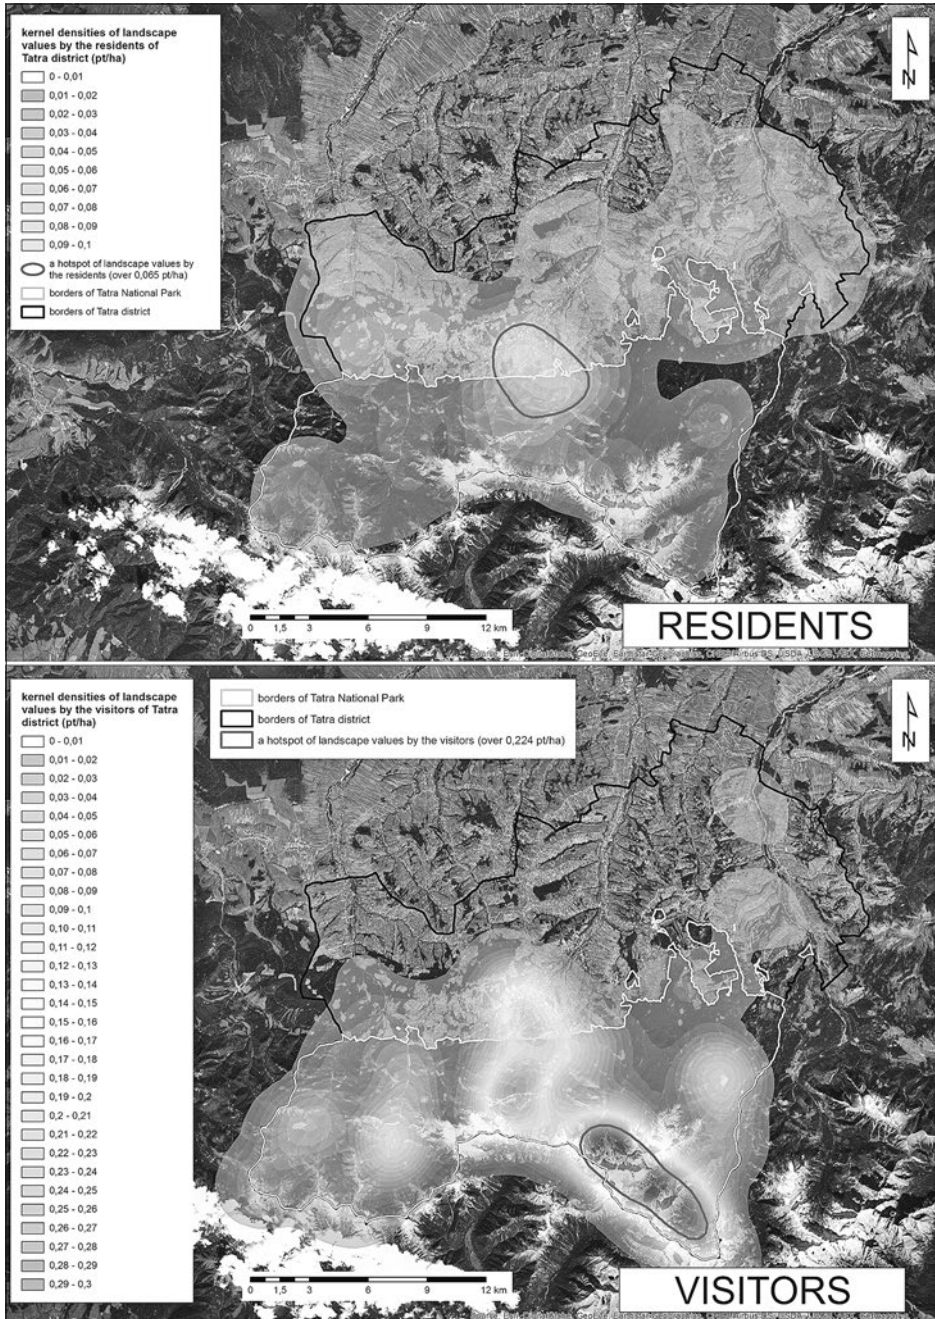 kernel densities of landscape
values by the residents of
Tatra district (pt/ha)
0 - 0,01
0,01 - 0,02
0,02 - 0,03
0,03 - 0,04
0,04 - 0,05
0,05 - 0,06
0,06 - 0,07
0,07 - 0,08
0,08 - 0,09
0,09 - 0,1
a hotspot of landscape values by
the residents (over 0,065 pt/ha)
borders of Tatra National Park
borders of Tatra district
N
0 1,5 3 6 9 12 km
RESIDENTS
kernel densities of landscape
values by the visitors of Tatra
district (pt/ha)
0 - 0,01
0,01 - 0,02
0,02 - 0,03
0,03 - 0,04
0,04 - 0,05
0,05 - 0,06
0,06 - 0,07
0,07 - 0,08
0,08 - 0,09
0,09 - 0,1
0,10 - 0,11
0,11 - 0,12
0,12 - 0,13
0,13 - 0,14
0,14 - 0,15
0,15 - 0,16
0,16 - 0,17
0,17 - 0,18
0,18 - 0,19
0,19 - 0,2
0,2 - 0,21
0,21 - 0,22
0,22 - 0,23
0,23 - 0,24
0,24 - 0,25
0,25 - 0,26
0,26 - 0,27
0,27 - 0,28
0,28 - 0,29
0,29 - 0,3
borders of Tatra National Park
borders of Tatra district
a hotspot of landscape values by the visitors (over 0,224 pt/ha)
N
0 1,5 3 6 9 12 km
VISITORS